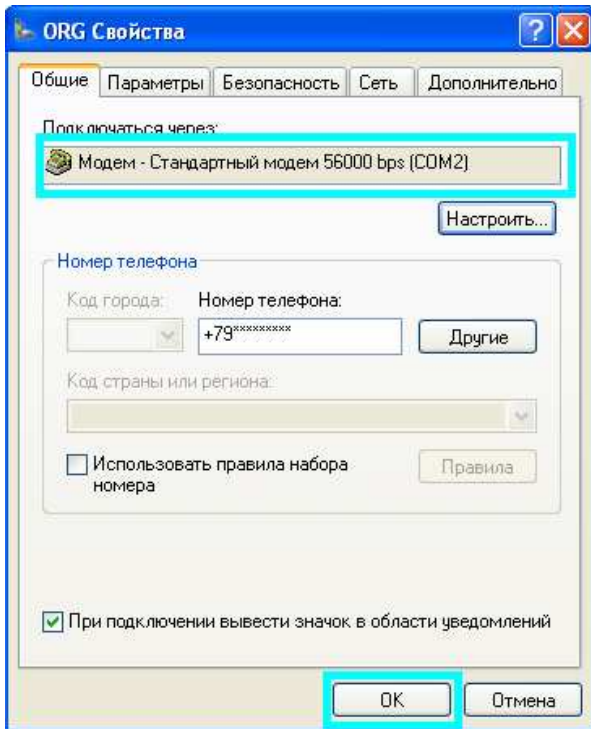 ORG Свойства
Общие Параметры Безопасность Сеть Дополнительно
Подключаться через:
Модем - Стандартный модем 56000 bps (COM2)
Настроить...
Номер телефона
Код города: Номер телефона:
+79********* Другие
Код страны или региона:
Использовать правила набора номера
Правила
При подключении вывести значок в области уведомлений
OK Отмена